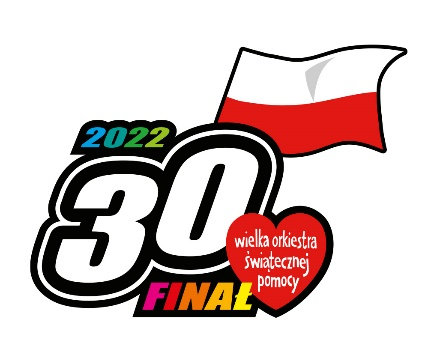 2022
30
FINAŁ
wielka orkiestra
świątecznej
pomocy